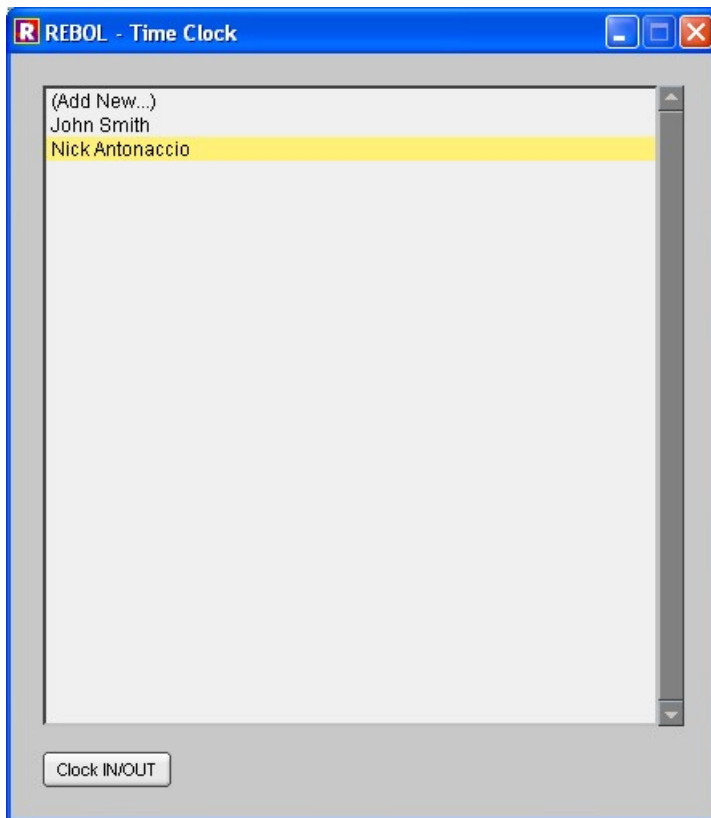 R REBOL - Time Clock
(Add New...)
John Smith
Nick Antonaccio
Clock IN/OUT